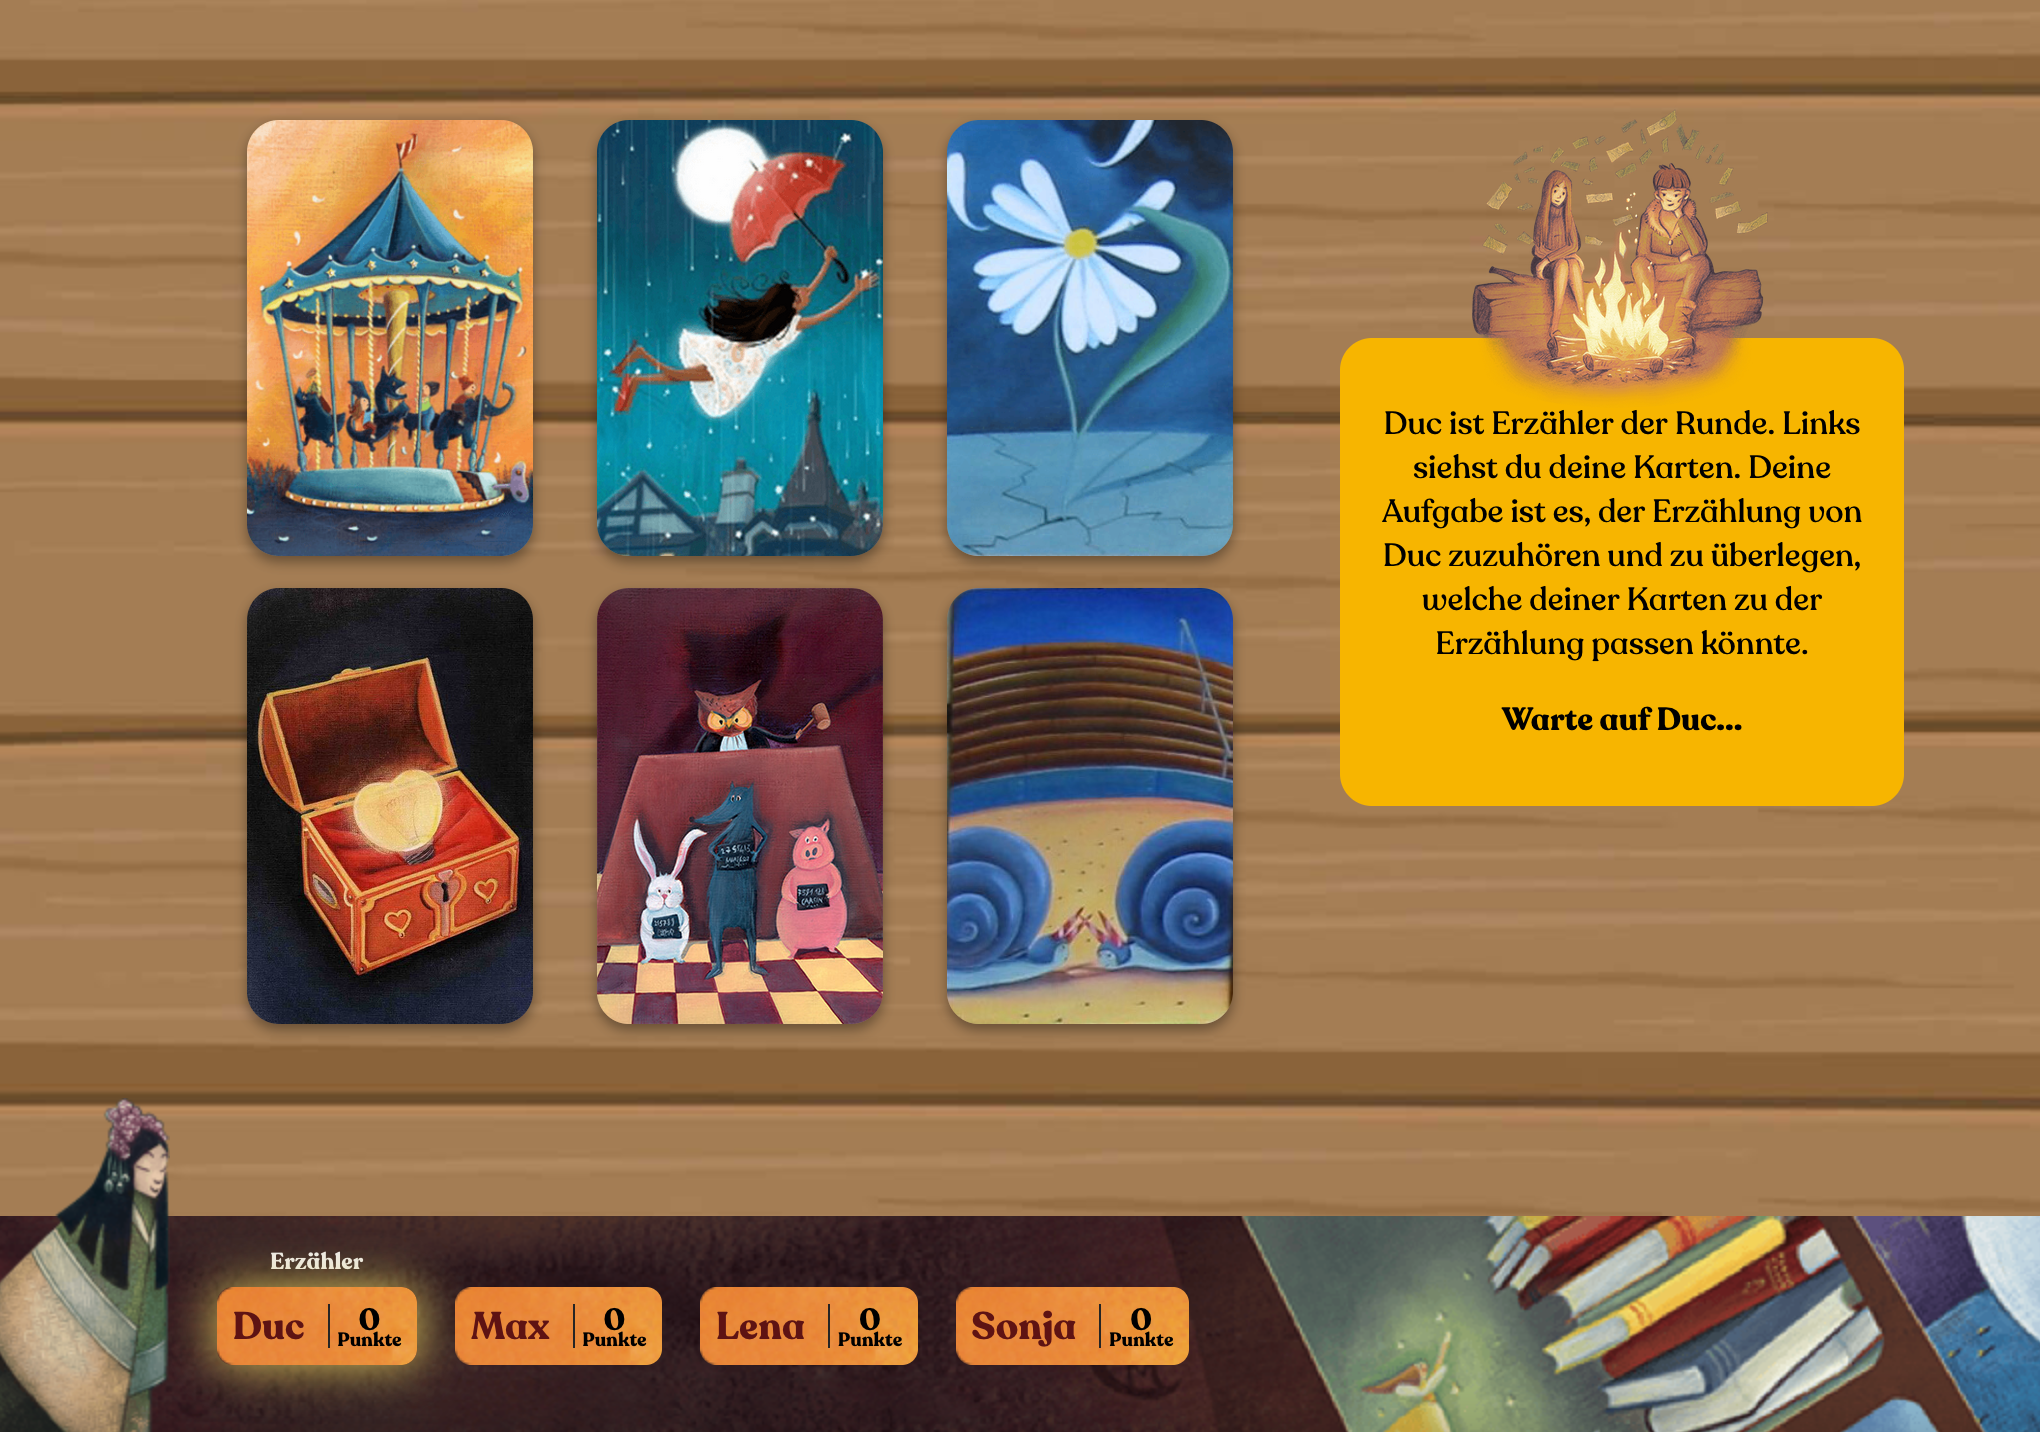 Duc ist Erzähler der Runde. Links
siehst du deine Karten. Deine
Aufgabe ist es, der Erzählung von
Duc zuzuhören und zu überlegen,
welche deiner Karten zu der
Erzählung passen könnte.
Warte auf Duc...
Erzähler
Duc 0 Punkte
Max 0 Punkte
Lena 0 Punkte
Sonja 0 Punkte